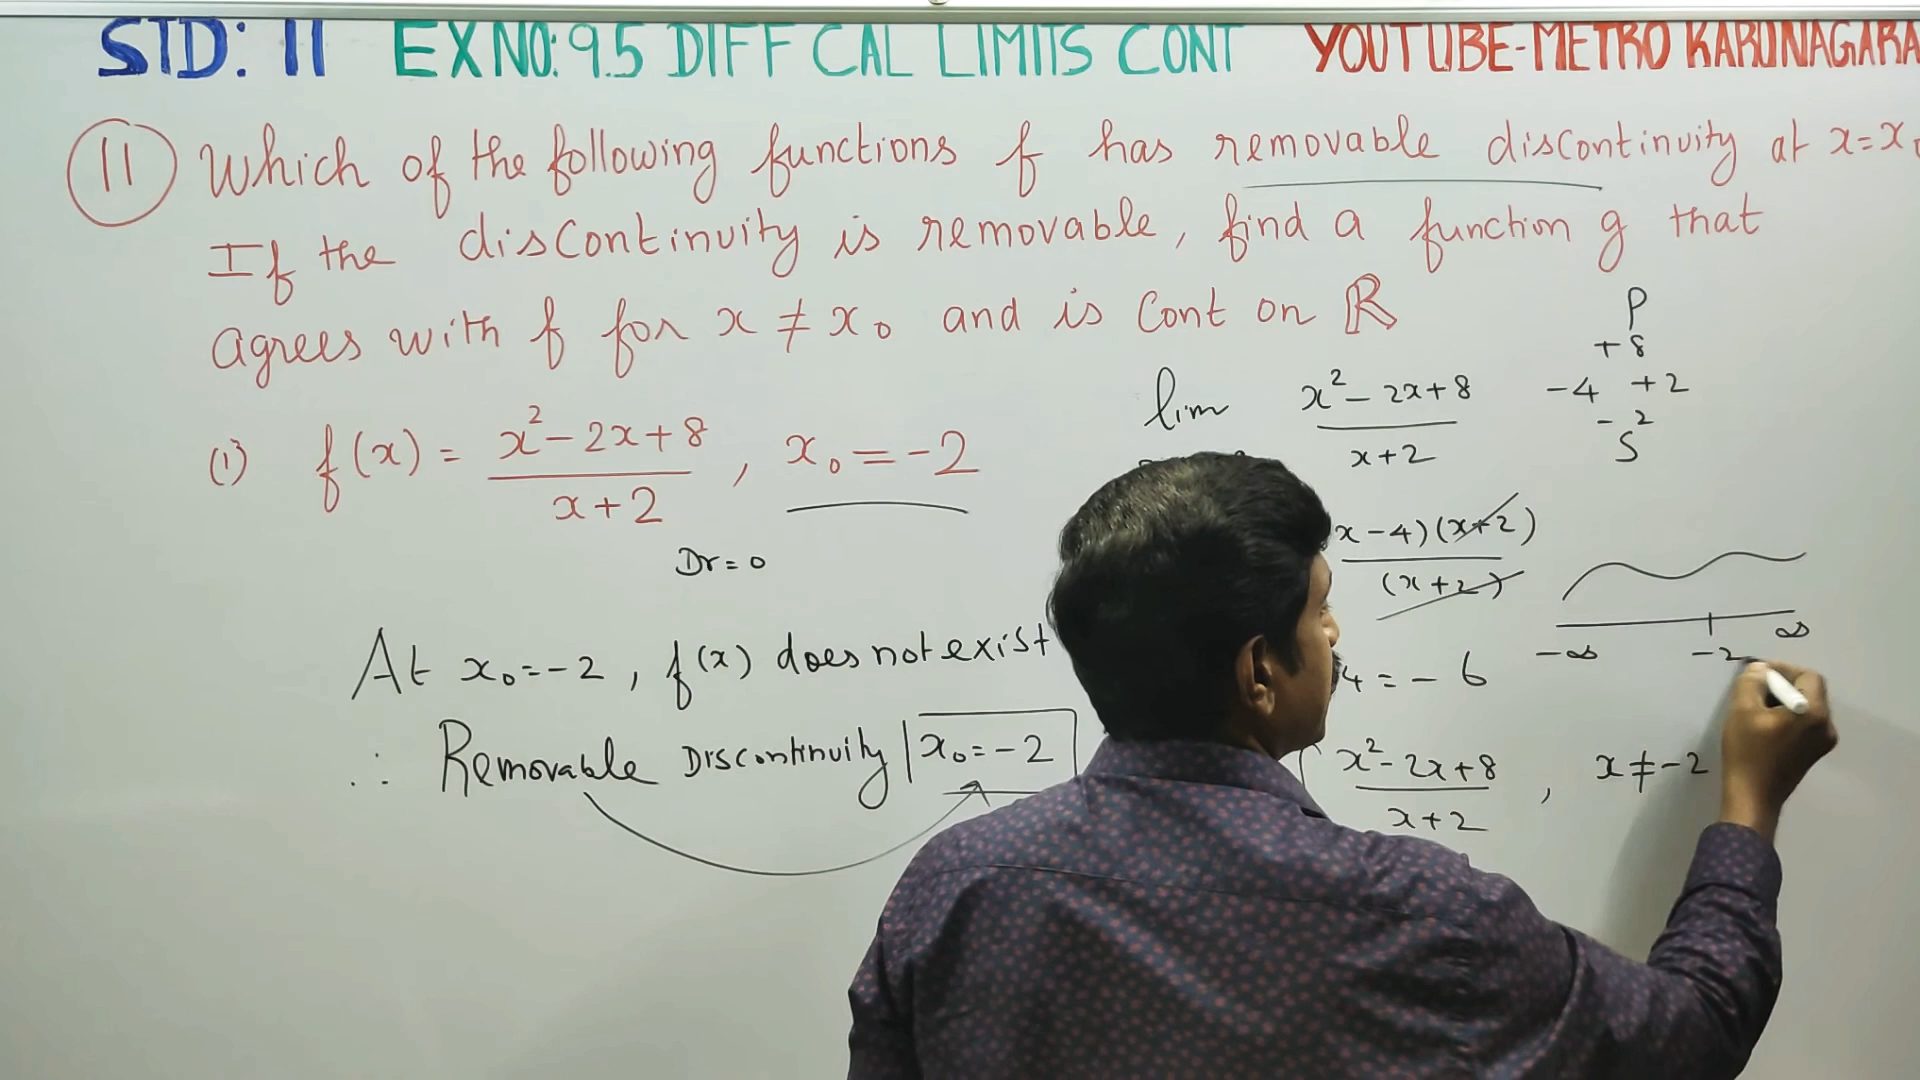 STD: 11 EX NO: 9.5 DIFF CAL LIMITS CONT YOUTUBE-METRO KARUNAGARA
11 Which of the following functions f has removable discontinuity at x=x
If the discontinuity is removable, find a function g that
agrees with f for x ≠ x₀ and is Cont on ℝ
(1) f(x) = x²-2x+8 / x+2 , x₀ = -2
Dr = 0
At x₀ = -2, f(x) does not exist
∴ Removable Discontinuity | x₀ = -2
lim x²-2x+8 / x+2
P
+8
-4 +2
-2
S
x-4)(x+2) / (x+2)
-∞ -2 ∞
4 = -6
x²-2x+8 / x+2 , x ≠ -2